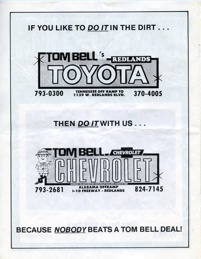 IF YOU LIKE TO DO IT IN THE DIRT . . .
TOM BELL'S REDLANDS
TOYOTA
793-0300 TENNESSEE OFF RAMP TO 370-4005
1139 W. REDLANDS BLVD.
THEN DO IT WITH US . . .
TOM BELL CHEVROLET
CHEVROLET
793-2681 ALABAMA OFFRAMP 824-7145
I-10 FREEWAY - REDLANDS
BECAUSE NOBODY BEATS A TOM BELL DEAL!